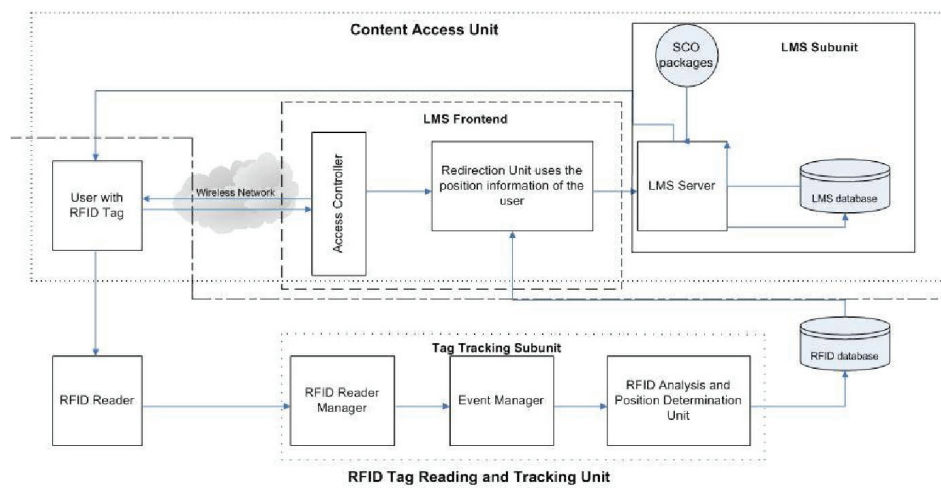 Content Access Unit
SCO
packages
LMS Subunit
LMS Frontend
User with
RFID Tag
Wireless Network
Access Controller
Redirection Unit uses the
position information of the
user
LMS Server
LMS database
RFID database
Tag Tracking Subunit
RFID Reader
RFID Reader
Manager
Event Manager
RFID Analysis and
Position Determination
Unit
RFID Tag Reading and Tracking Unit